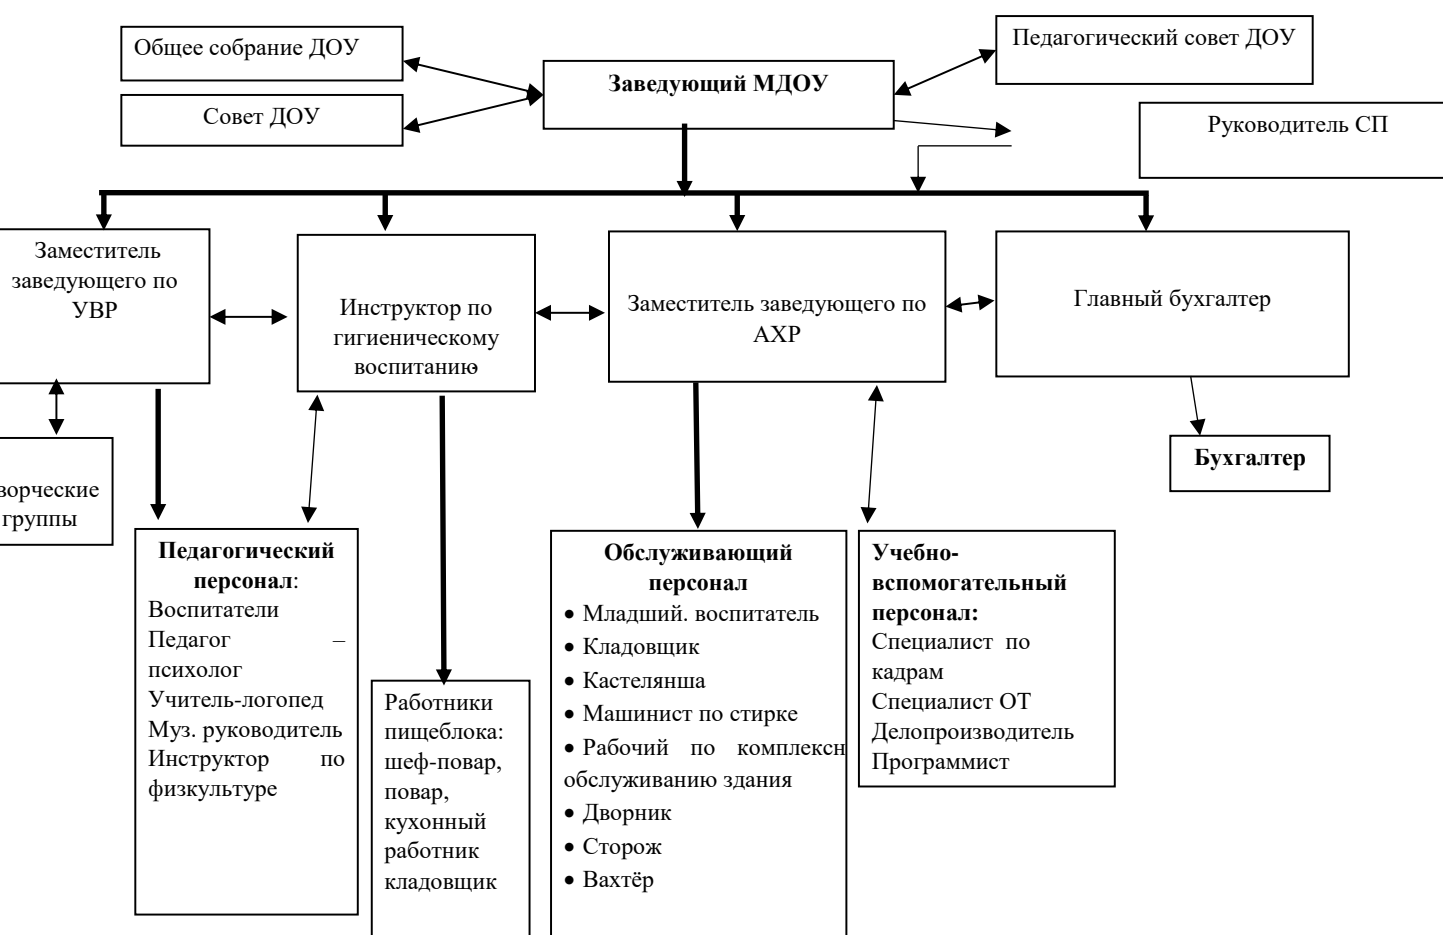 Общее собрание ДОУ
Педагогический совет ДОУ
Заведующий МДОУ
Совет ДОУ
Руководитель СП
Заместитель
заведующего по
УВР
Инструктор по
гигиеническому
воспитанию
Заместитель заведующего по
АХР
Главный бухгалтер
ворческие
группы
Бухгалтер
Педагогический
персонал:
Воспитатели
Педагог –
психолог
Учитель-логопед
Муз. руководитель
Инструктор по
физкультуре
Работники
пищеблока:
шеф-повар,
повар,
кухонный
работник
кладовщик
Обслуживающий
персонал
• Младший. воспитатель
• Кладовщик
• Кастелянша
• Машинист по стирке
• Рабочий по комплексн
обслуживанию здания
• Дворник
• Сторож
• Вахтёр
Учебно-
вспомогательный
персонал:
Специалист по
кадрам
Специалист ОТ
Делопроизводитель
Программист